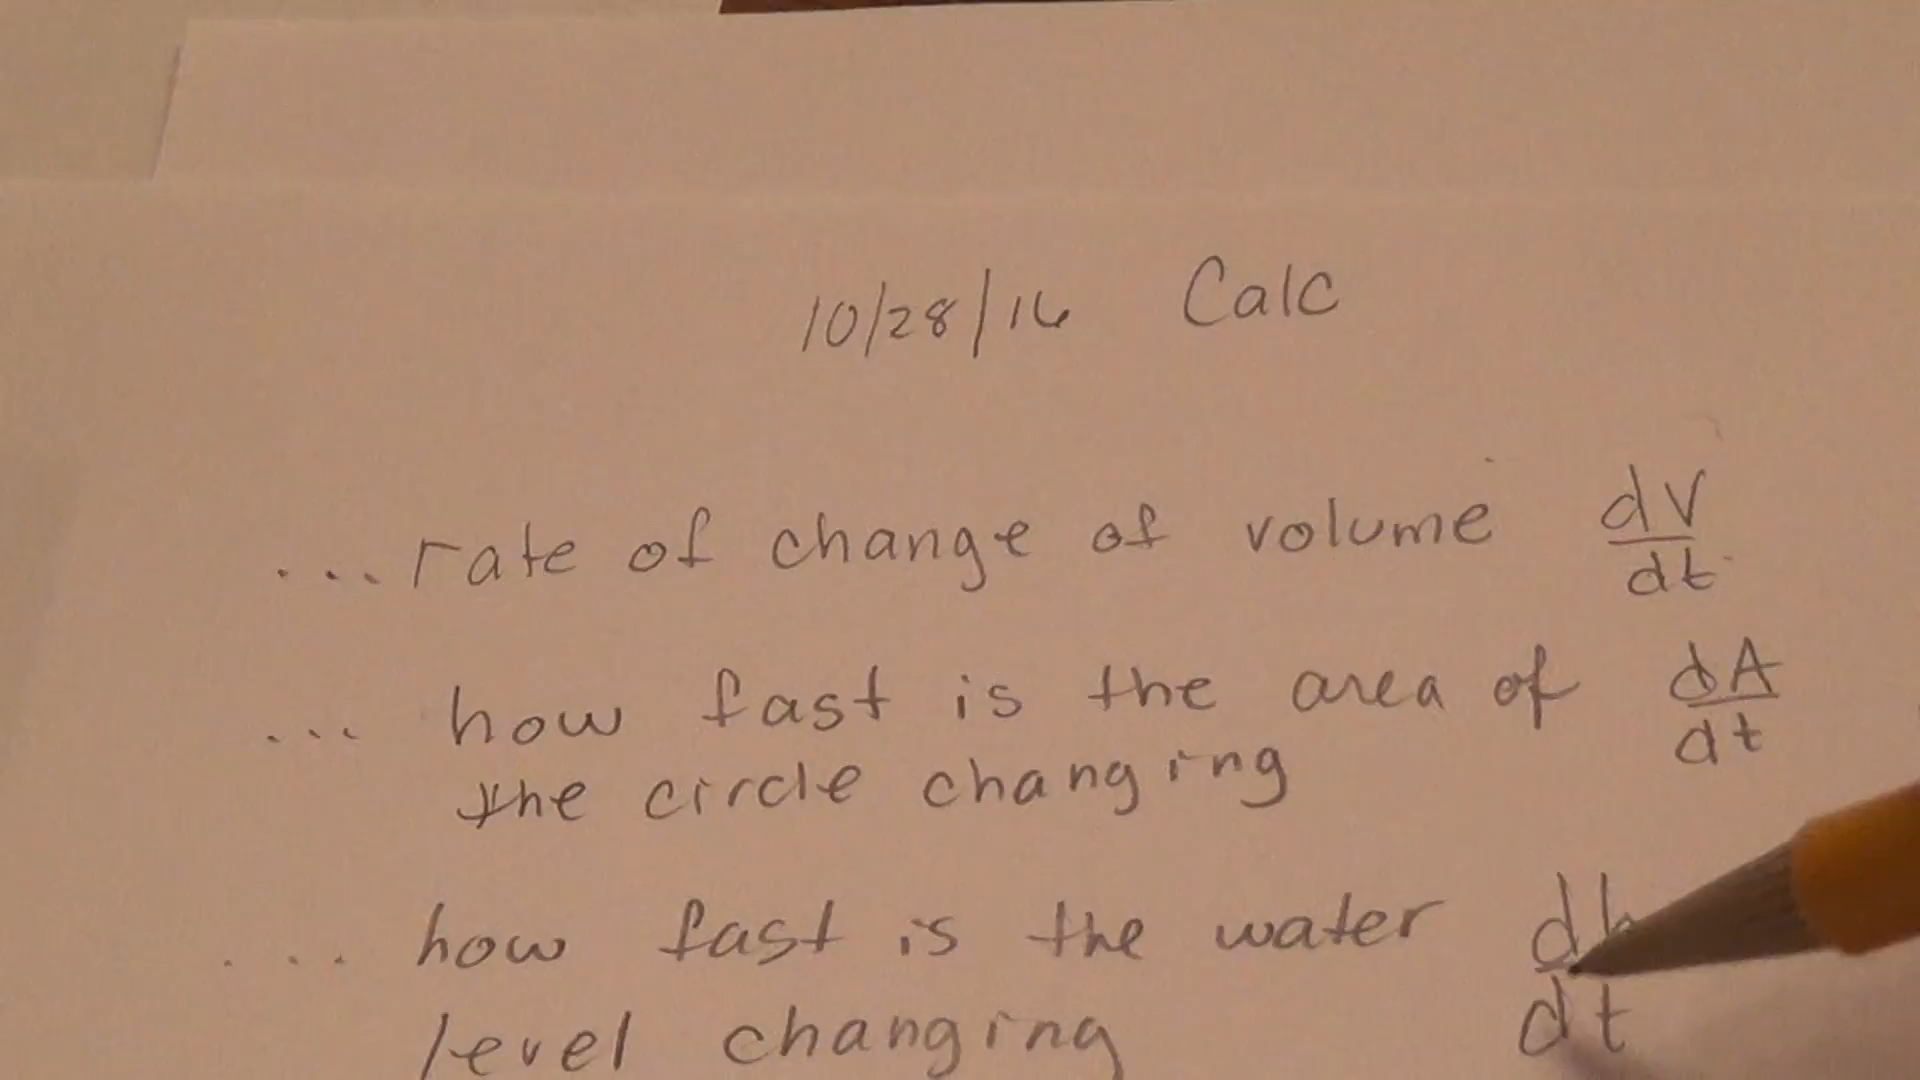 10/28/16 Calc
...rate of change of volume dV/dt
... how fast is the area of dA/dt
the circle changing
.... how fast is the water dh/dt
level changing